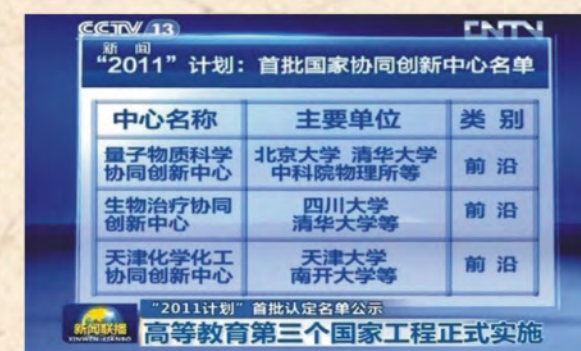 CCTV 13
新 闻
CNTV
“2011”计划：首批国家协同创新中心名单
中心名称 主要单位 类 别
量子物质科学
协同创新中心
北京大学 清华大学
中科院物理所等
前 沿
生物治疗协同
创新中心
四川大学
清华大学等
前 沿
天津化学化工
协同创新中心
天津大学
南开大学等
前 沿
“2011计划”首批认定名单公示
新闻联播
XINWEN LIANBO
高等教育第三个国家工程正式实施